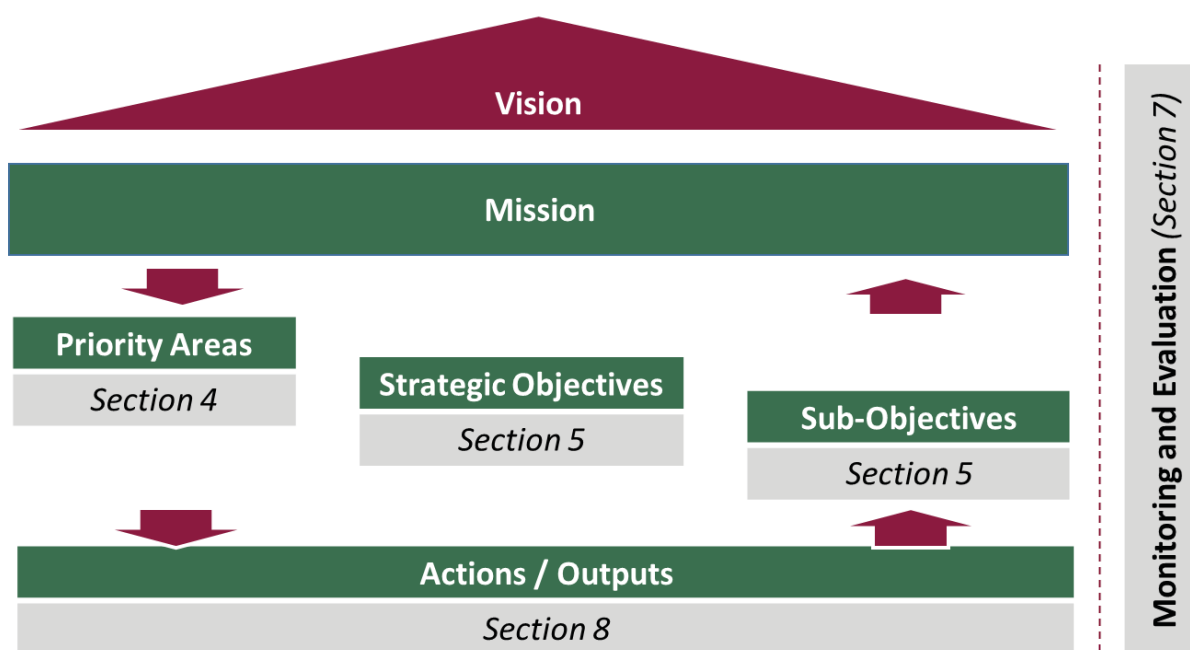 Vision
Mission
Priority Areas
Section 4
Strategic Objectives
Section 5
Sub-Objectives
Section 5
Actions / Outputs
Section 8
Monitoring and Evaluation (Section 7)